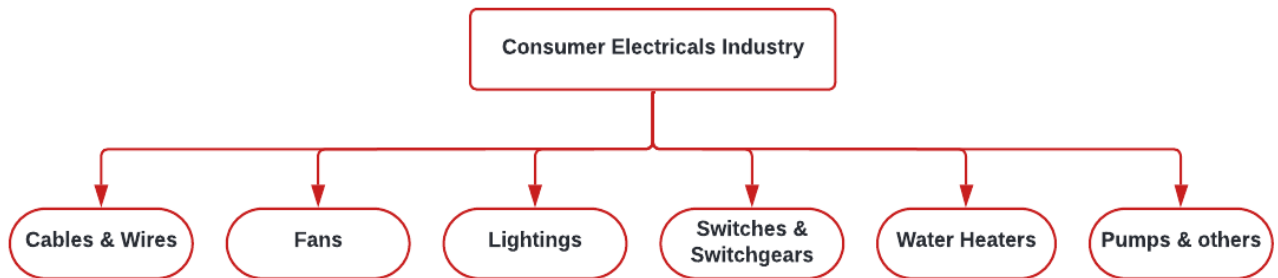 Consumer Electricals Industry
Cables & Wires
Fans
Lightings
Switches &
Switchgears
Water Heaters
Pumps & others